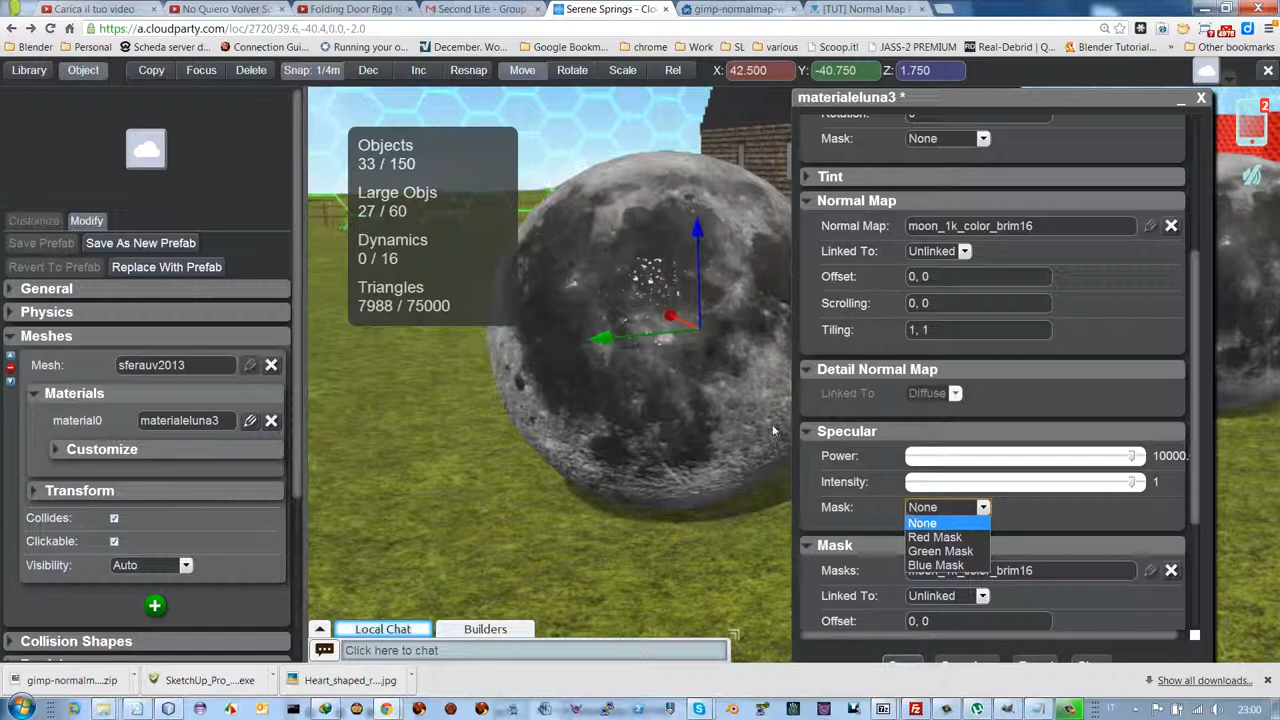 Carica il tuo video
No Quiero Volver Sc
Folding Door Rigg f
Second Life. - Group
Serene Springs - Clo
gimp-normalmap-w
[TUT] Normal Map F
https://a.cloudparty.com/loc/2720/39.6,-40.4,0.0,-2.0
Blender
Personal
Scheda server di...
Connection Gui...
Running your o...
December. Wo...
Google Bookm...
chrome
Work
SL
various
Scoop.it!
JASS-2 PREMIUM
Real-Debrid | Q...
Blender Tutorial...
Other bookmarks
Library
Object
Copy
Focus
Delete
Snap: 1/4m
Dec
Inc
Resnap
Move
Rotate
Scale
Rel
X: 42.500
Y: -40.750
Z: 1.750
materialeluna3 *
2
Objects
33 / 150
Large Objs
27 / 60
Dynamics
0 / 16
Triangles
7988 / 75000
Customize
Modify
Save Prefab
Save As New Prefab
Revert To Prefab
Replace With Prefab
General
Physics
Meshes
Mesh: sferauv2013
Materials
material0 materialeluna3
Customize
Transform
Collides:
Clickable:
Visibility: Auto
Collision Shapes
Mask: None
Tint
Normal Map
Normal Map: moon_1k_color_brim16
Linked To: Unlinked
Offset: 0, 0
Scrolling: 0, 0
Tiling: 1, 1
Detail Normal Map
Linked To Diffuse
Specular
Power: 10000.
Intensity: 1
Mask: None
None
Red Mask
Green Mask
Blue Mask
Mask
Masks: moon_1k_color_brim16
Linked To: Unlinked
Offset: 0, 0
Local Chat
Builders
Click here to chat
gimp-normalm....zip
SketchUp_Pro_....exe
Heart_shaped_r....jpg
Show all downloads...
IT
23:00